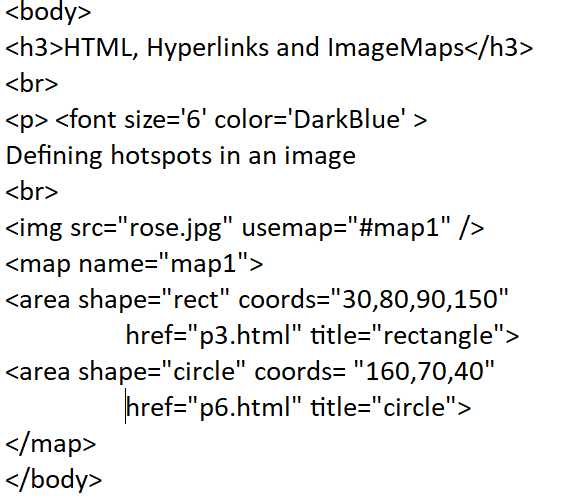 <body>
<h3>HTML, Hyperlinks and ImageMaps</h3>
<br>
<p> <font size='6' color='DarkBlue' >
Defining hotspots in an image
<br>
<img src="rose.jpg" usemap="#map1" />
<map name="map1">
<area shape="rect" coords="30,80,90,150"
href="p3.html" title="rectangle">
<area shape="circle" coords= "160,70,40"
href="p6.html" title="circle">
</map>
</body>